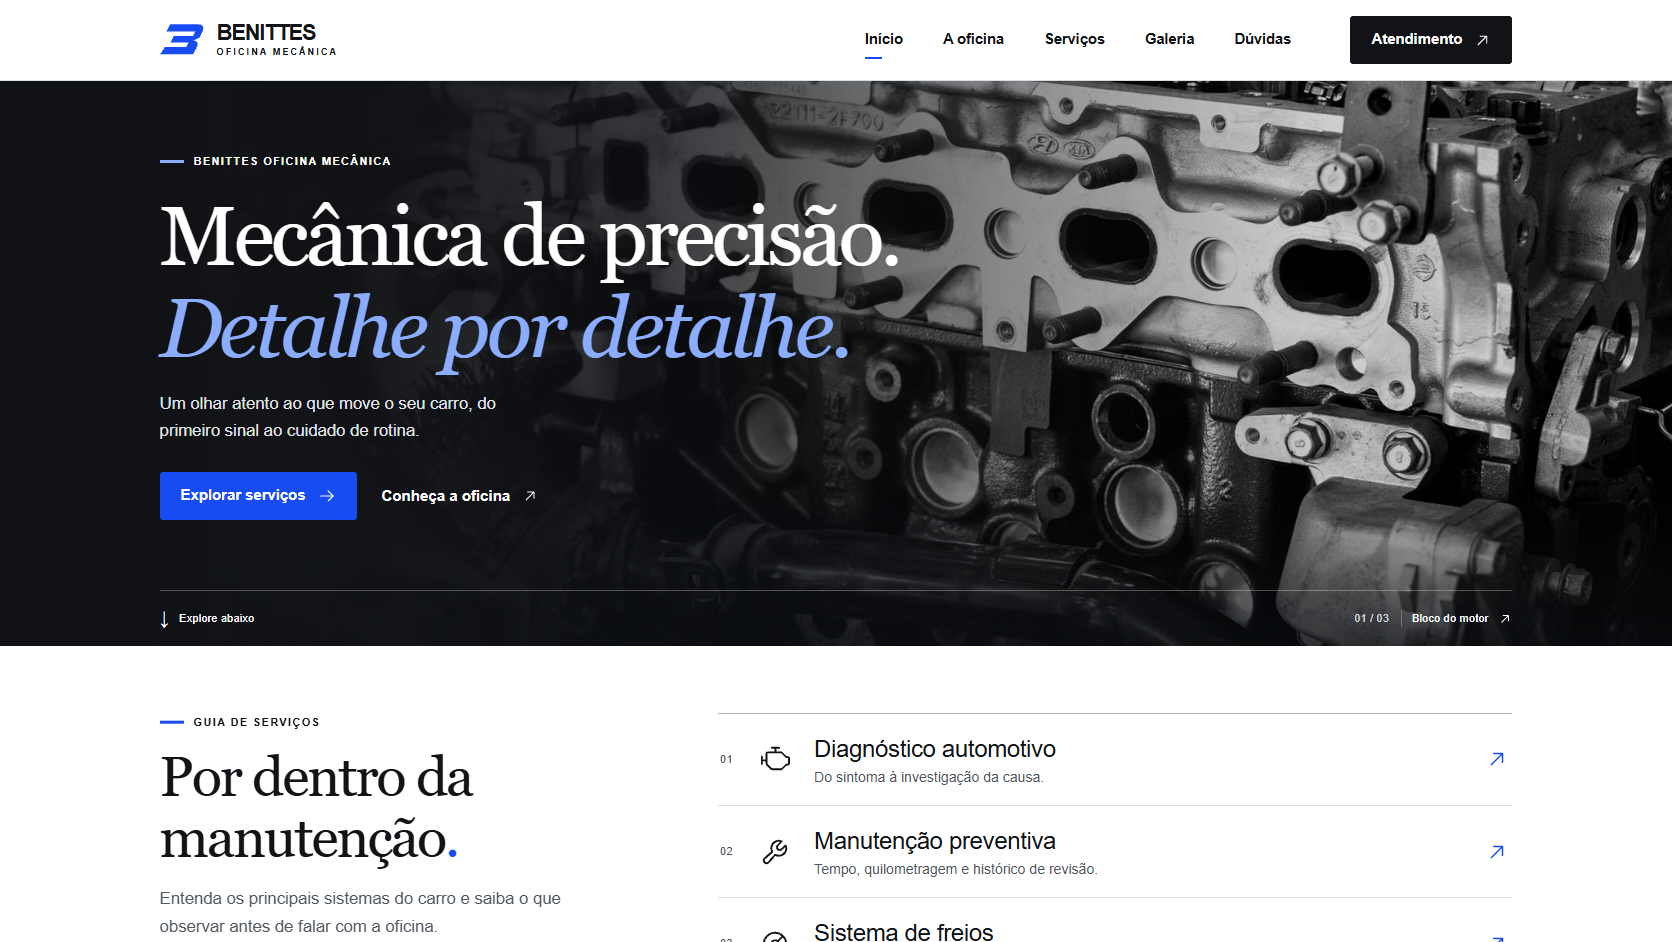 BENITTES
OFICINA MECÂNICA
Início
A oficina
Serviços
Galeria
Dúvidas
Atendimento
22111-2F700
15
BENITTES OFICINA MECÂNICA
Mecânica de precisão.
Detalhe por detalhe.
Um olhar atento ao que move o seu carro, do
primeiro sinal ao cuidado de rotina.
Explorar serviços
Conheça a oficina
Explore abaixo
01 / 03
Bloco do motor
GUIA DE SERVIÇOS
Por dentro da
manutenção.
Entenda os principais sistemas do carro e saiba o que
observar antes de falar com a oficina.
01
Diagnóstico automotivo
Do sintoma à investigação da causa.
02
Manutenção preventiva
Tempo, quilometragem e histórico de revisão.
Sistema de freios